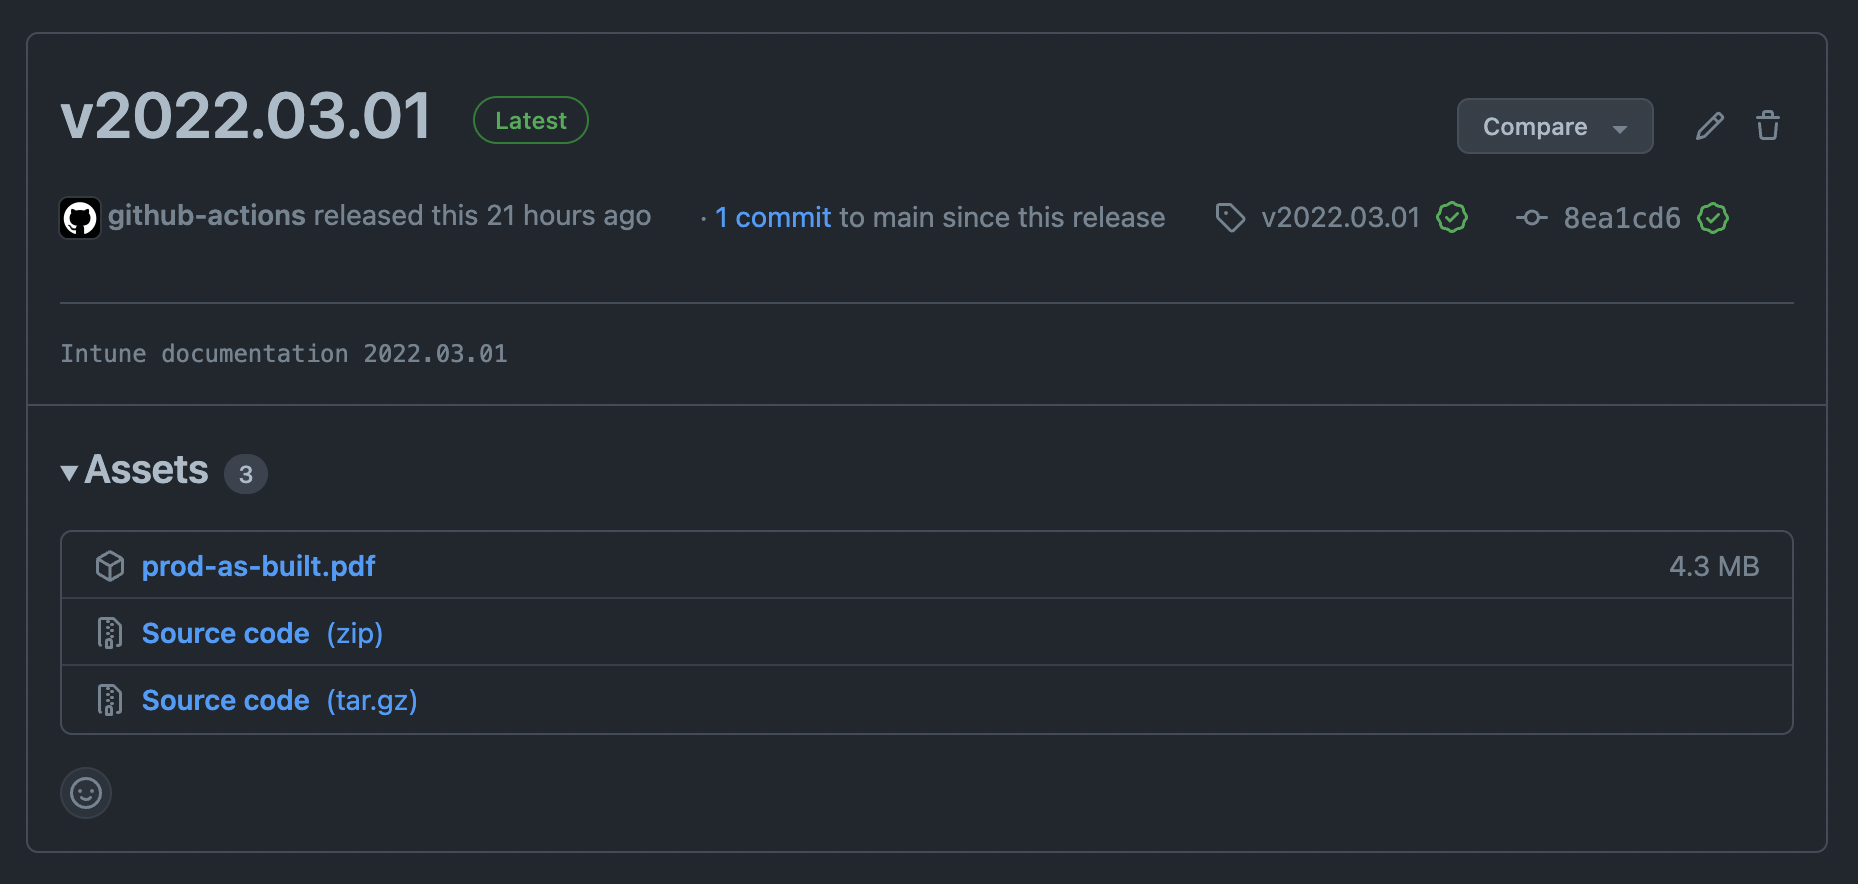 v2022.03.01 Latest Compare
github-actions released this 21 hours ago · 1 commit to main since this release v2022.03.01 8ea1cd6
Intune documentation 2022.03.01
Assets 3
prod-as-built.pdf 4.3 MB
Source code (zip)
Source code (tar.gz)